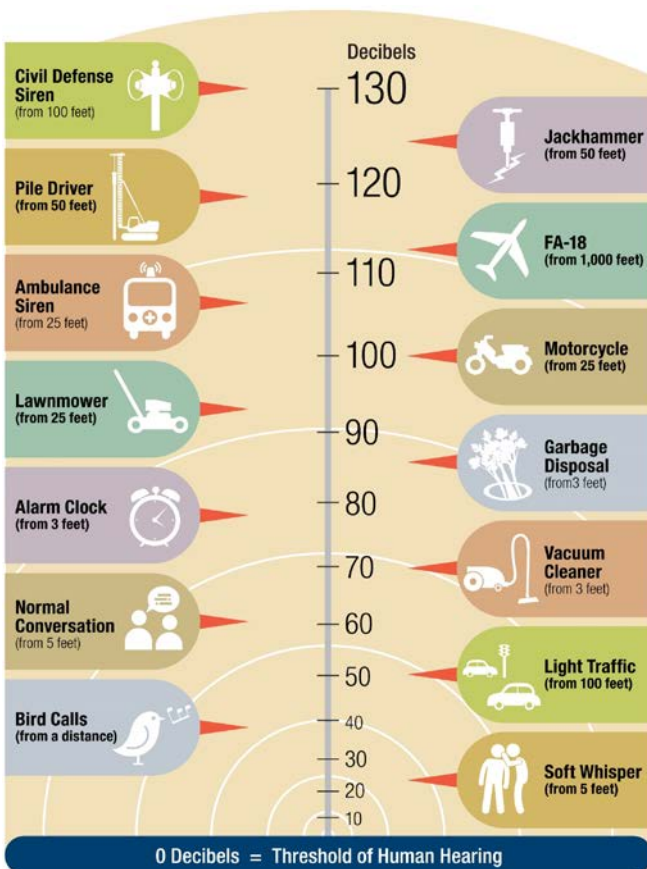 Civil Defense
Siren
(from 100 feet)
Pile Driver
(from 50 feet)
Ambulance
Siren
(from 25 feet)
Lawnmower
(from 25 feet)
Alarm Clock
(from 3 feet)
Normal
Conversation
(from 5 feet)
Bird Calls
(from a distance)
Decibels
130
120
110
100
90
80
70
60
50
40
30
20
10
Jackhammer
(from 50 feet)
FA-18
(from 1,000 feet)
Motorcycle
(from 25 feet)
Garbage
Disposal
(from3 feet)
Vacuum
Cleaner
(from 3 feet)
Light Traffic
(from 100 feet)
Soft Whisper
(from 5 feet)
0 Decibels = Threshold of Human Hearing